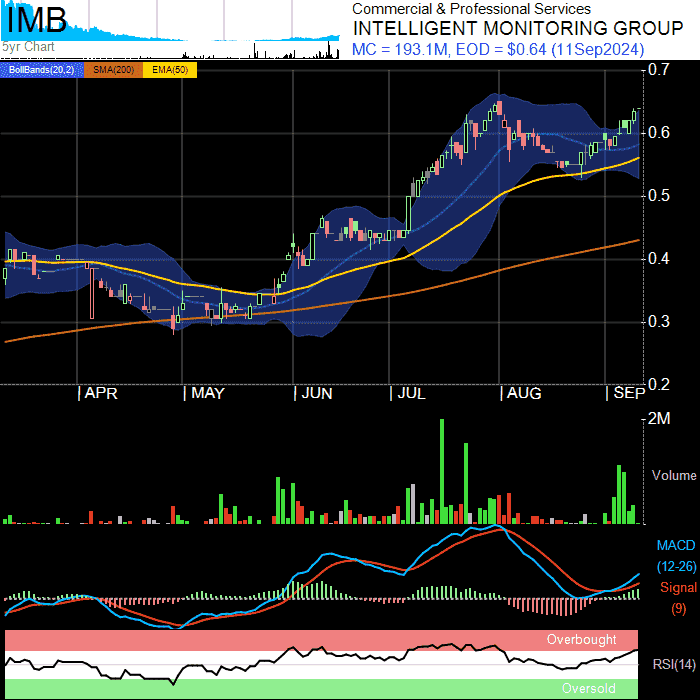 IMB
5yr Chart
Commercial & Professional Services
INTELLIGENT MONITORING GROUP
MC = 193.1M, EOD = $0.64 (11Sep2024)
BollBands(20,2) SMA(200) EMA(50)
0.7
0.6
0.5
0.4
0.3
0.2
APR MAY JUN JUL AUG SEP
2M
Volume
MACD
(12-26)
Signal
(9)
Overbought
RSI(14)
Oversold